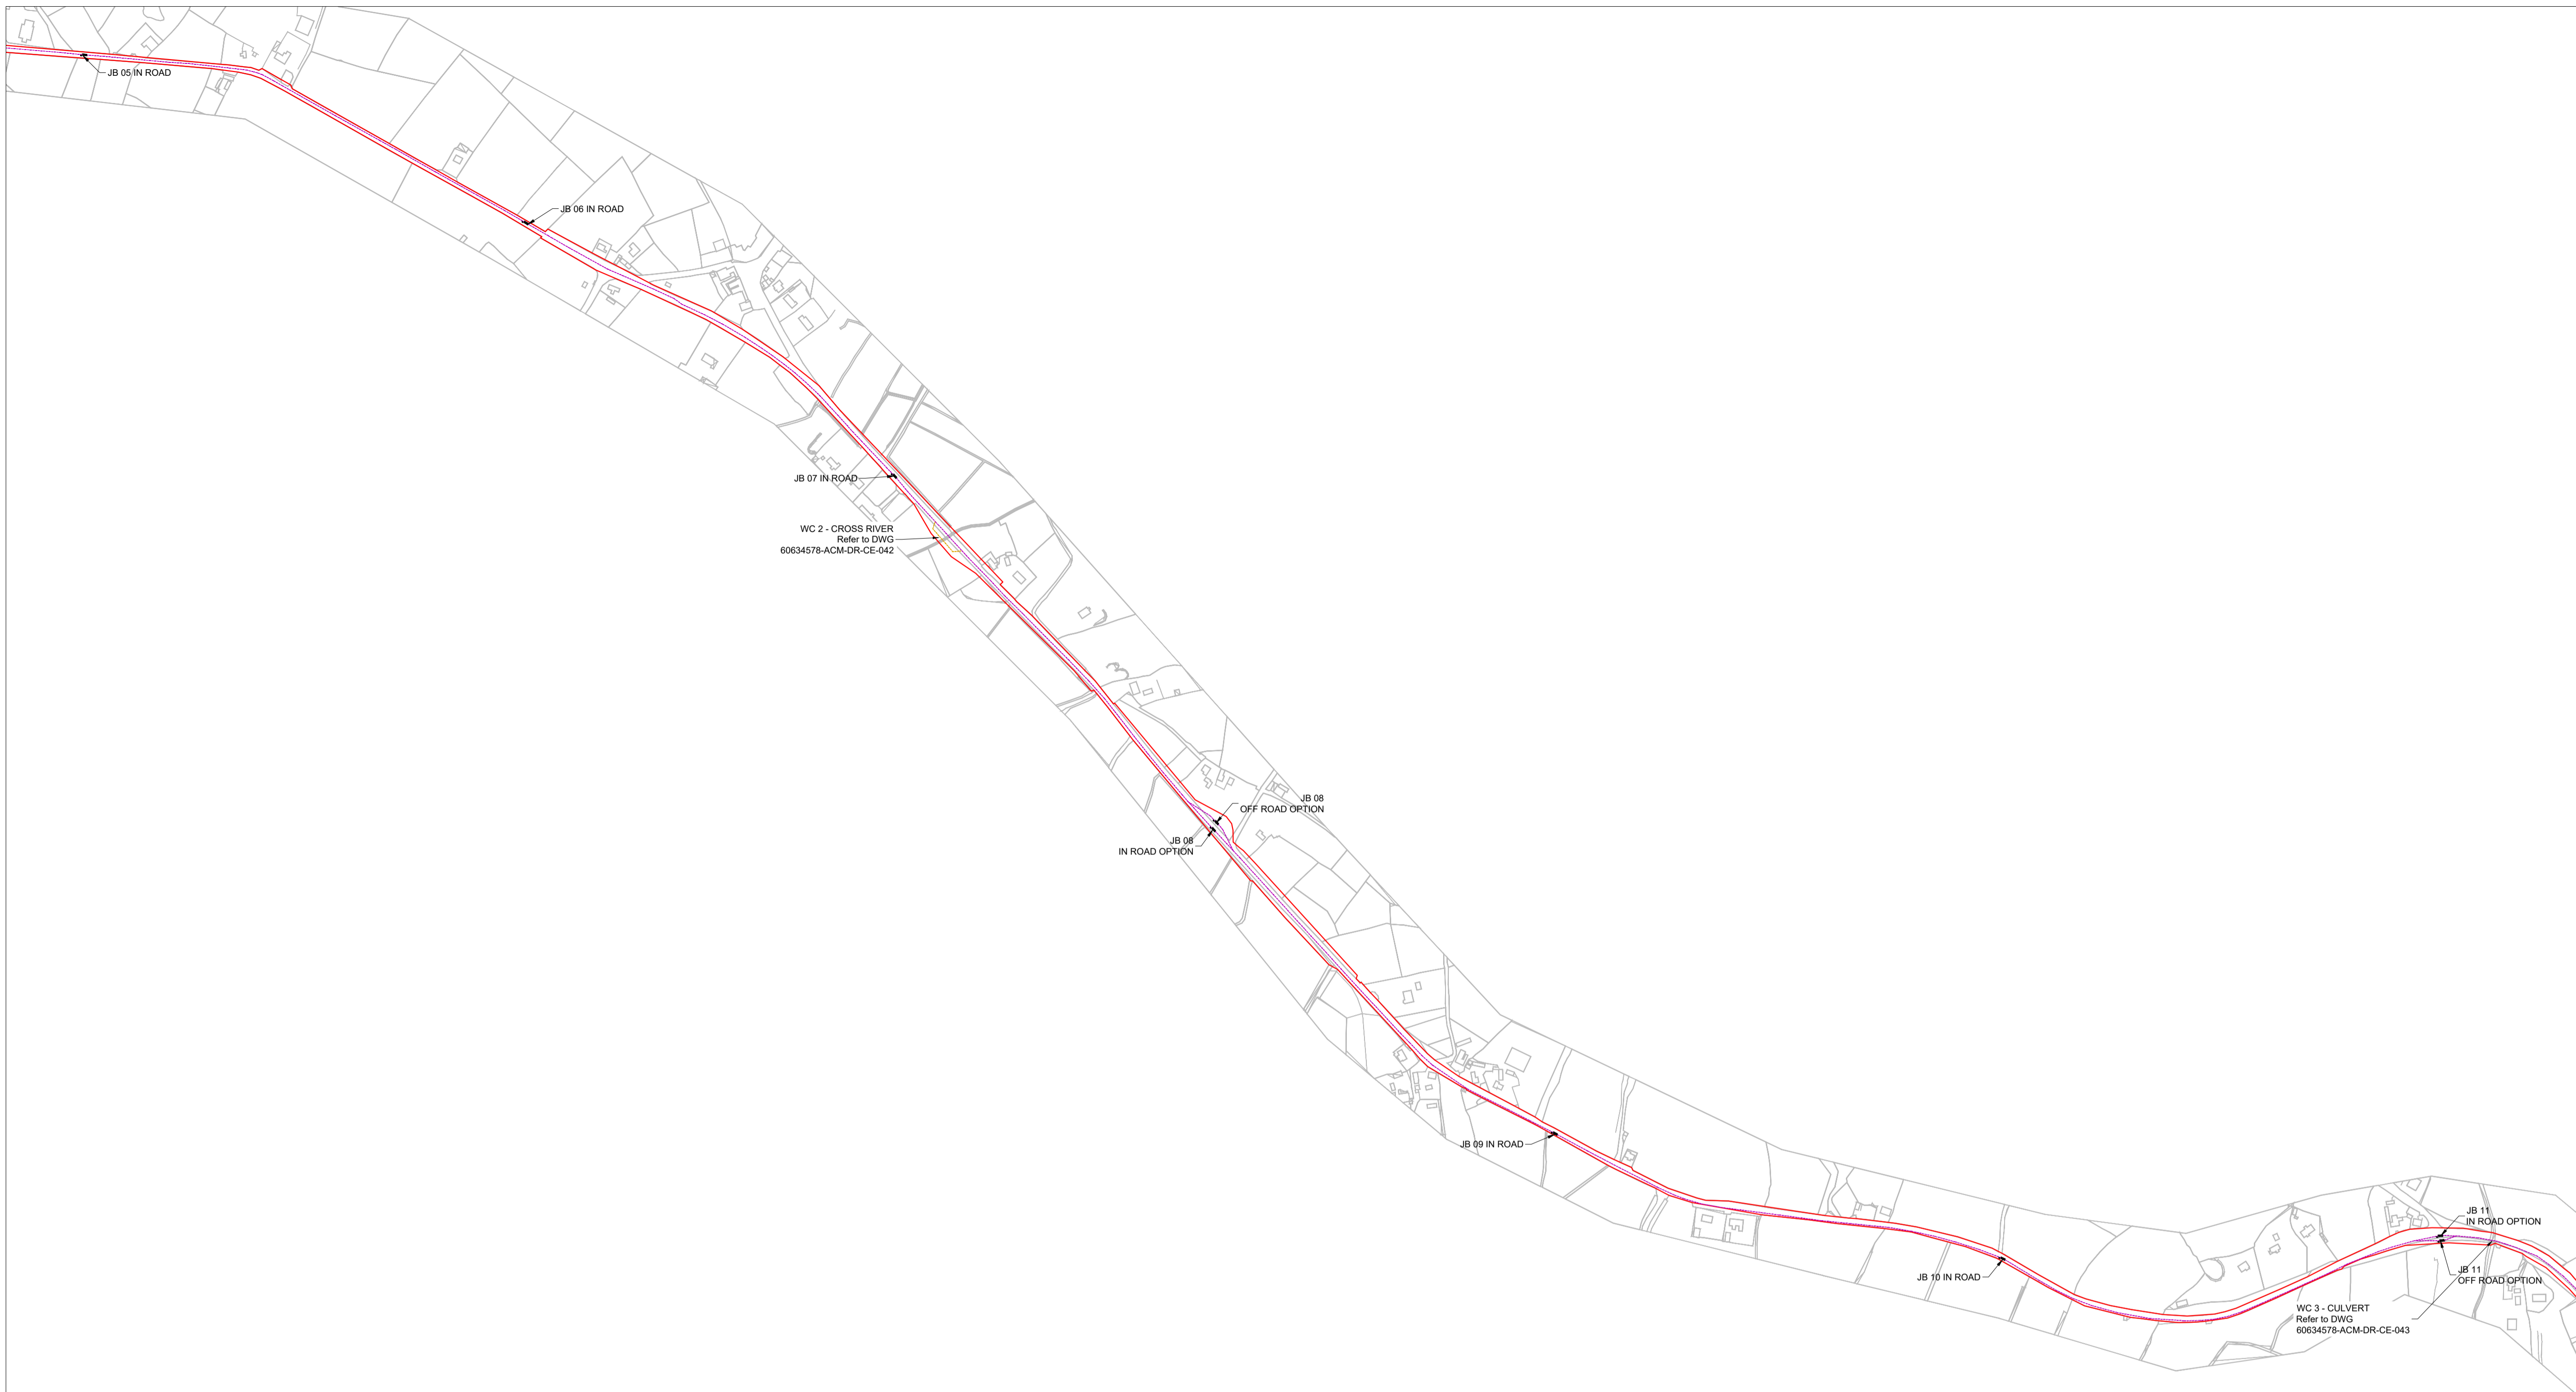 JB 05 IN ROAD
JB 06 IN ROAD
JB 07 IN ROAD
WC 2 - CROSS RIVER
Refer to DWG
60634578-ACM-DR-CE-042
JB 08
OFF ROAD OPTION
JB 08
IN ROAD OPTION
JB 09 IN ROAD
JB 10 IN ROAD
JB 11
IN ROAD OPTION
JB 11
OFF ROAD OPTION
WC 3 - CULVERT
Refer to DWG
60634578-ACM-DR-CE-043